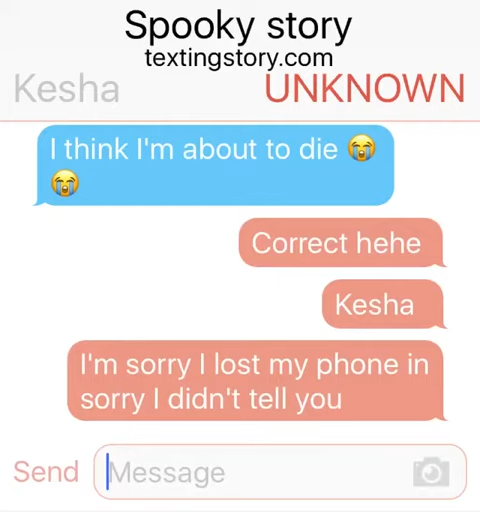 Spooky story
textingstory.com
Kesha UNKNOWN
I think I'm about to die 😭
😭
Correct hehe
Kesha
I'm sorry I lost my phone in
sorry I didn't tell you
Send Message